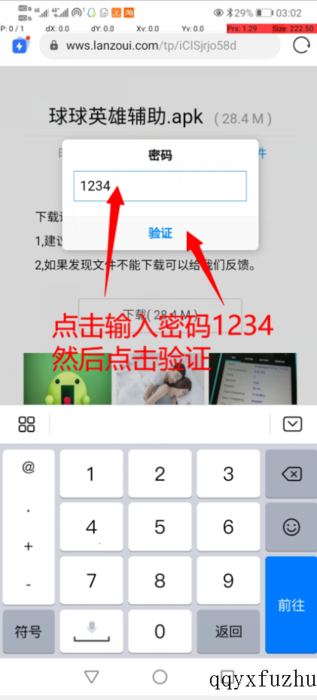 29% 03:02
P: 0 / 1 dX: 0.0 dY: 0.0 Xv: 0.0 Yv: 0.0 Prs: 1.29 Size: 222.50
wws.lanzoui.com/tp/iClSjrjo58d
球球英雄辅助.apk ( 28.4 M )
件
密码
1234
验证
1,建议
2,如果发现文件不能下载可以给我们反馈。
下载( 28.4 M )
点击输入密码1234
然后点击验证
@ 1 2 3
. 4 5 6
+ 7 8 9
- 前往
符号 0 返回
qqyxfuzhu